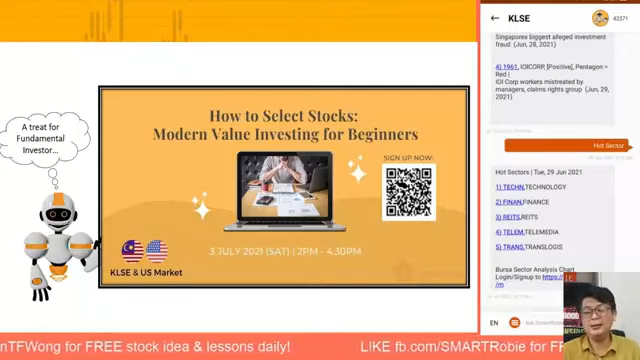 A treat for
Fundamental
Investor...
How to Select Stocks:
Modern Value Investing for Beginners
SIGN UP NOW:
3 JULY 2021 (SAT) | 2PM - 4.30PM
KLSE & US Market
KLSE
42371
Singapores biggest alleged investment
fraud (Jun, 28, 2021)
4) 1961, IOICORP, [Positive], Pentagon =
Red |
IOI Corp workers mistreated by
managers, claims rights group (Jun, 29,
2021)
Hot Sector
Hot Sectors | Tue, 29 Jun 2021
1) TECHN,TECHNOLOGY
2) FINAN,FINANCE
3) REITS,REITS
4) TELEM,TELEMEDIA
5) TRANS,TRANSLOGIS
Bursa Sector Analysis Chart
Login/Signup to https://
/m
EN
nTFWong for FREE stock idea & lessons daily!
LIKE fb.com/SMARTRobie for F